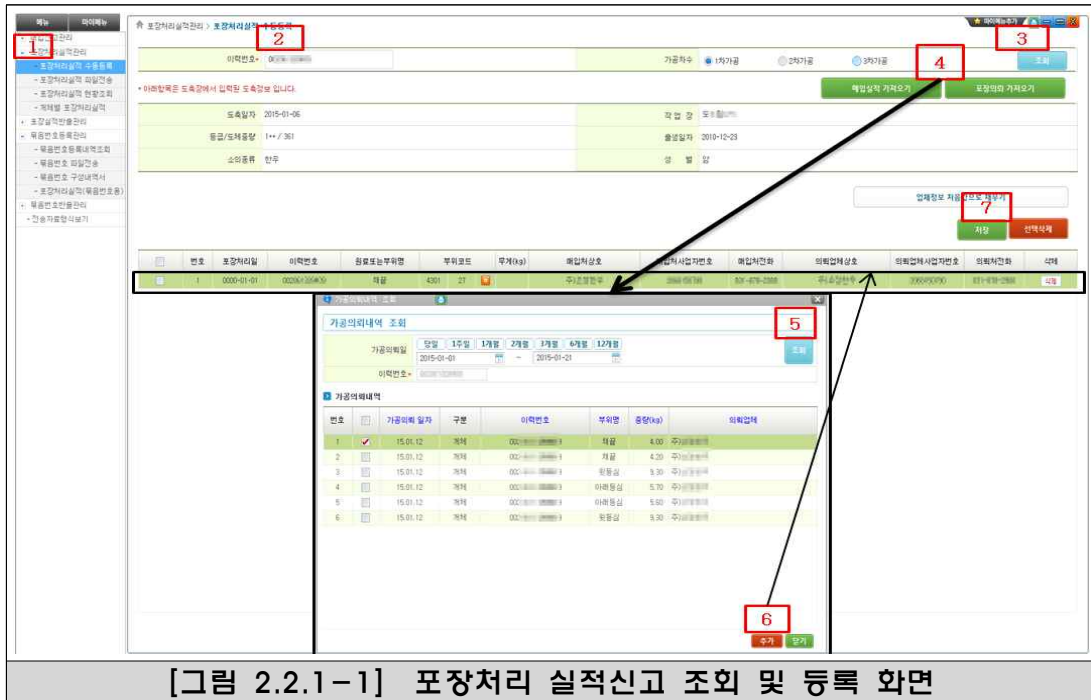 메뉴 마이메뉴
1
포장처리실적 수동등록
- 포장처리실적 파일전송
- 포장처리실적 현황조회
- 개체별 포장처리실적
포장실적반출관리
묶음번호등록관리
- 묶음번호등록내역조회
- 묶음번호 파일전송
- 묶음번호 구성내역서
- 포장처리실적(묶음번호용)
묶음번호반출관리
- 전송자료형식보기
포장처리실적관리 > 포장처리실적 수동등록
마이메뉴추가
2
3
이력번호*
가공차수 1차가공 2차가공 3차가공
조회
4
* 아래항목은 도축장에서 입력된 도축정보 입니다.
매입실적 가져오기 포장의뢰 가져오기
도축일자 2015-01-06 작 업 장
등급/도체중량 1++ / 361 출생일자 2010-12-23
소의종류 한우 성 별 암
업체정보 처음값으로 채우기
7
저장 선택삭제
번호 포장처리일 이력번호 원료또는부위명 부위코드 무게(kg) 매입처상호 매입처사업자번호 매입처전화 의뢰업체상호 의뢰업체사업자번호 의뢰처전화 삭제
1 0000-01-01 채끝 4301 27 삭제
가공의뢰내역 조회
가공의뢰내역 조회
5
가공의뢰일 당일 1주일 1개월 2개월 3개월 6개월 12개월
2015-01-01 ~ 2015-01-21
조회
이력번호*
가공의뢰내역
번호 가공의뢰 일자 구분 이력번호 부위명 중량(kg) 의뢰업체
1 15.01.12 개체 채끝 4.00
2 15.01.12 개체 채끝 4.20
3 15.01.12 개체 윗등심 9.30
4 15.01.12 개체 아래등심 5.70
5 15.01.12 개체 아래등심 5.60
6 15.01.12 개체 윗등심 9.30
6
추가 닫기
[그림 2.2.1-1] 포장처리 실적신고 조회 및 등록 화면